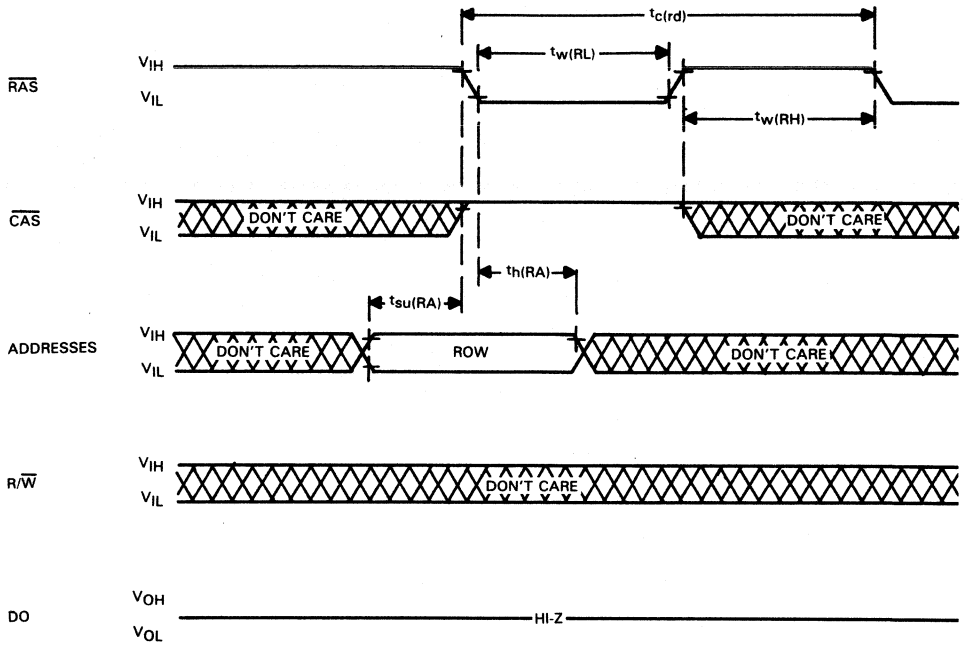 tc(rd)
tw(RL)
VIH
RAS
VIL
tw(RH)
VIH
CAS
DON'T CARE
DON'T CARE
VIL
th(RA)
tsu(RA)
VIH
ADDRESSES
DON'T CARE
ROW
DON'T CARE
VIL
VIH
R/W
DON'T CARE
VIL
VOH
DO
HI-Z
VOL